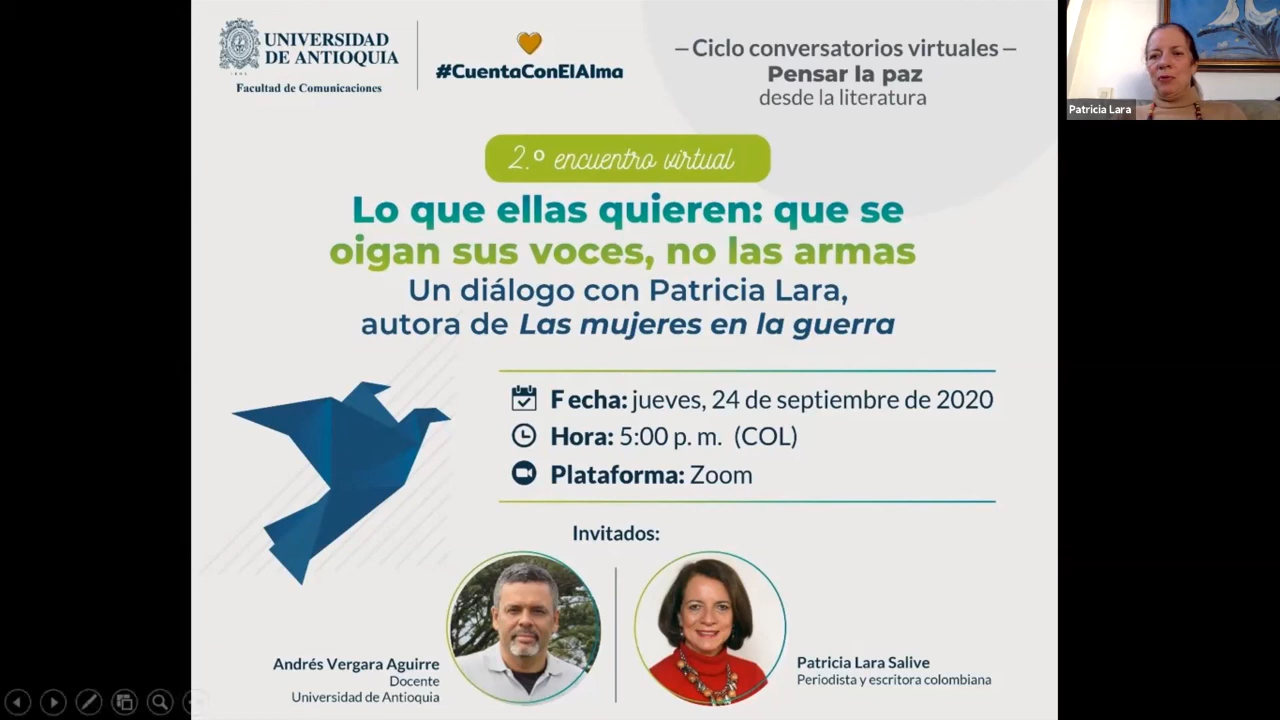 UNIVERSIDAD
DE ANTIOQUIA
Facultad de Comunicaciones
#CuentaConElAlma
– Ciclo conversatorios virtuales –
Pensar la paz
desde la literatura
Patricia Lara
2.º encuentro virtual
Lo que ellas quieren: que se
oigan sus voces, no las armas
Un diálogo con Patricia Lara,
autora de Las mujeres en la guerra
Fecha: jueves, 24 de septiembre de 2020
Hora: 5:00 p. m. (COL)
Plataforma: Zoom
Invitados:
Andrés Vergara Aguirre
Docente
Universidad de Antioquia
Patricia Lara Salive
Periodista y escritora colombiana